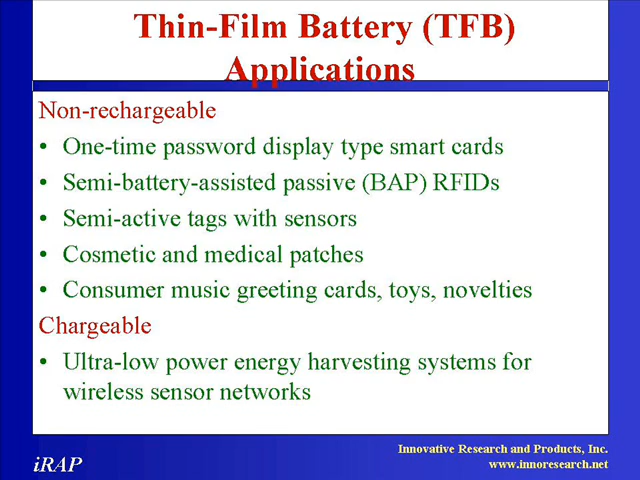 Thin-Film Battery (TFB)
Applications
Non-rechargeable
• One-time password display type smart cards
• Semi-battery-assisted passive (BAP) RFIDs
• Semi-active tags with sensors
• Cosmetic and medical patches
• Consumer music greeting cards, toys, novelties
Chargeable
• Ultra-low power energy harvesting systems for
wireless sensor networks
iRAP
Innovative Research and Products, Inc.
www.innoresearch.net